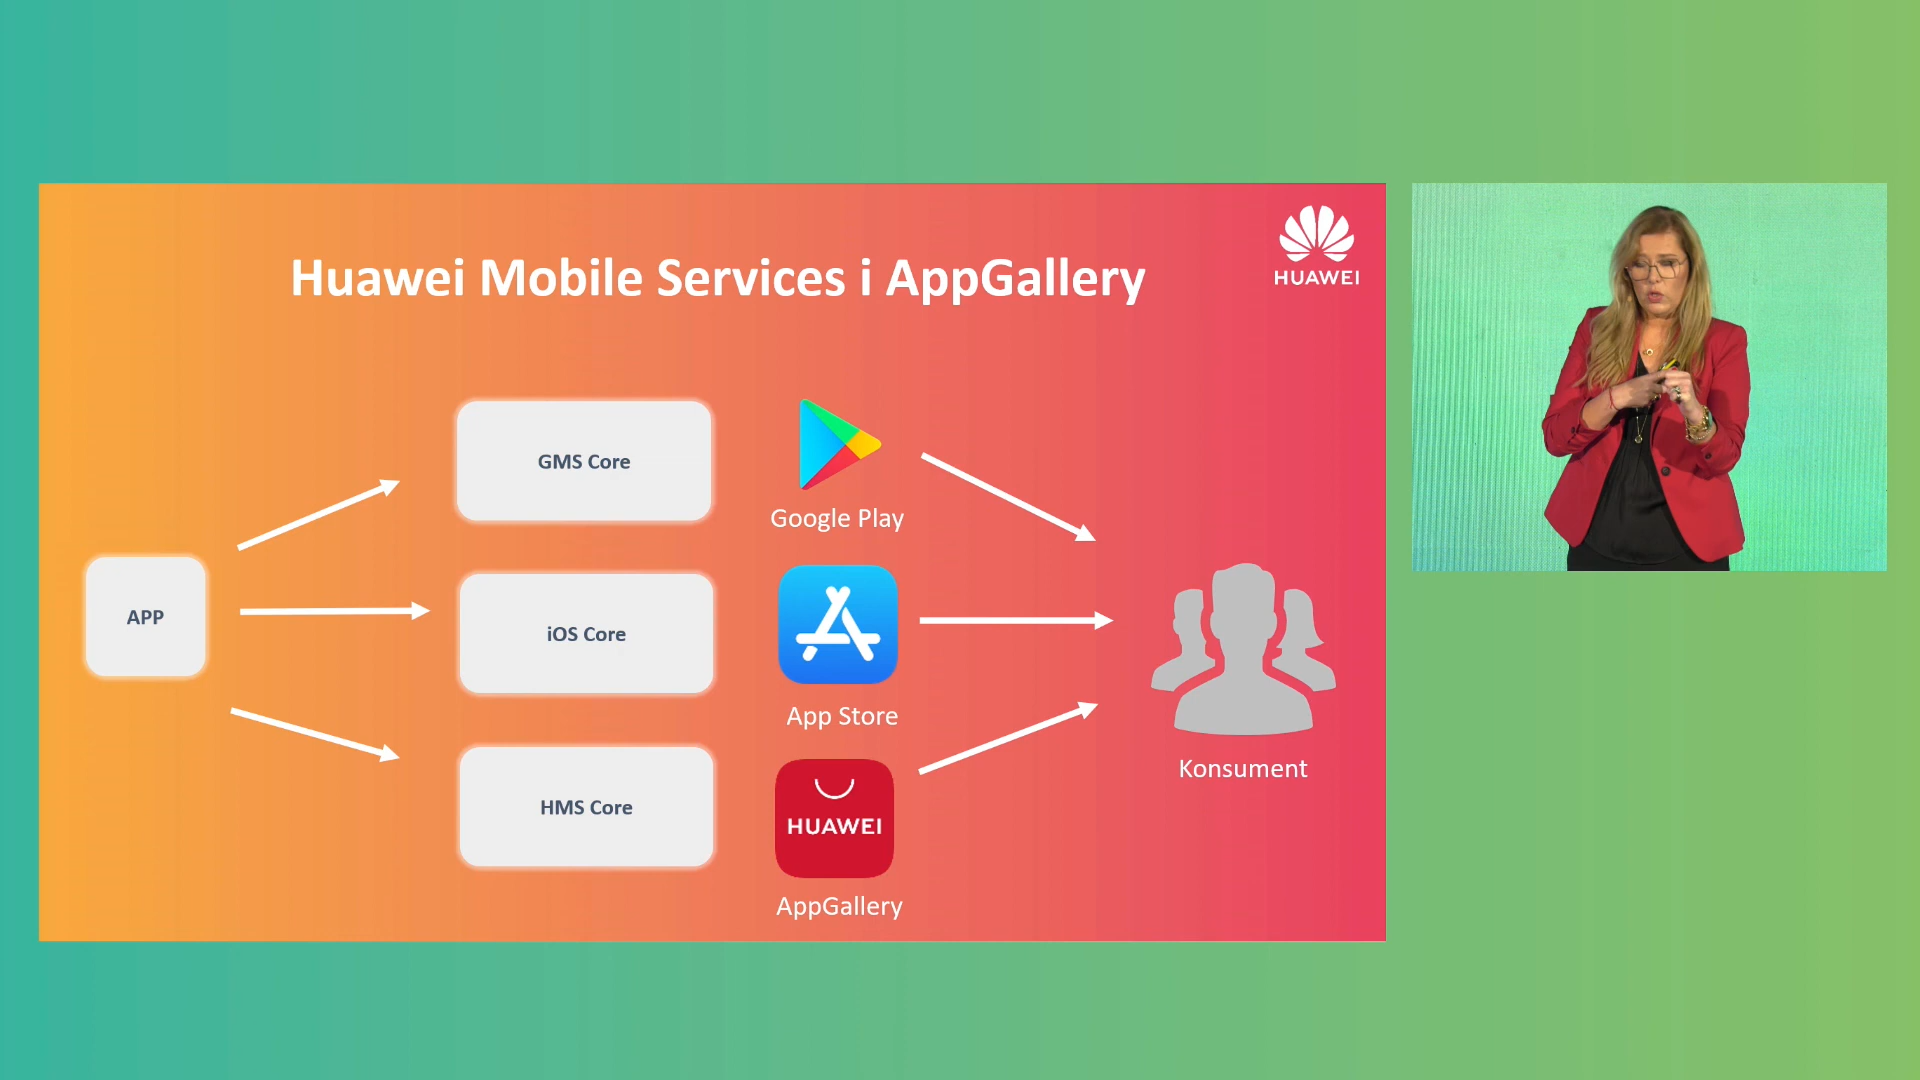 HUAWEI
Huawei Mobile Services i AppGallery
GMS Core
Google Play
APP
iOS Core
App Store
HMS Core
HUAWEI
AppGallery
Konsument